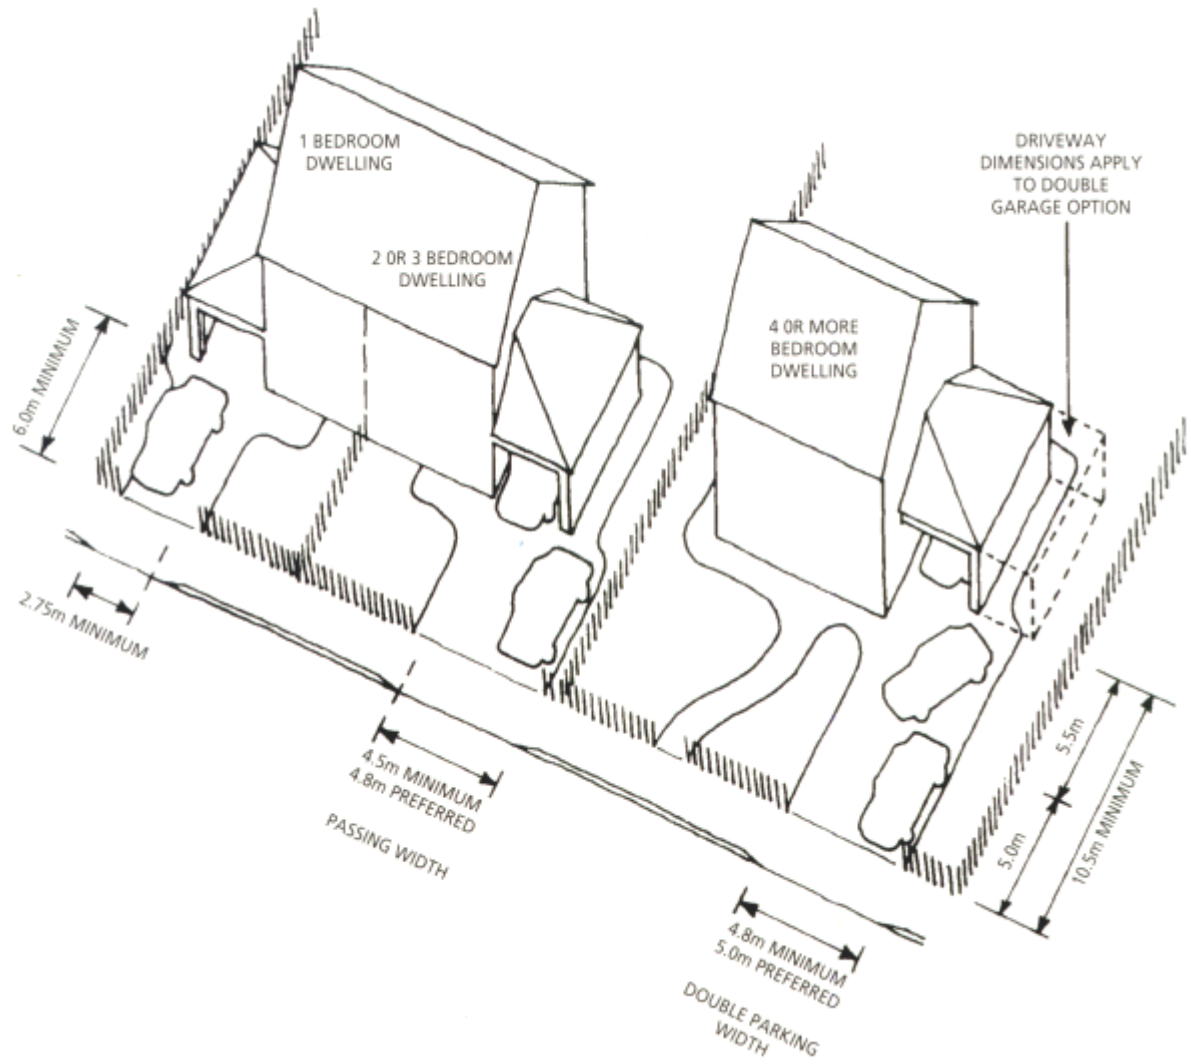 1 BEDROOM
DWELLING
2 0R 3 BEDROOM
DWELLING
DRIVEWAY
DIMENSIONS APPLY
TO DOUBLE
GARAGE OPTION
4 0R MORE
BEDROOM
DWELLING
6.0m MINIMUM
2.75m MINIMUM
4.5m MINIMUM
4.8m PREFERRED
PASSING WIDTH
5.5m
5.0m
10.5m MINIMUM
4.8m MINIMUM
5.0m PREFERRED
DOUBLE PARKING
WIDTH